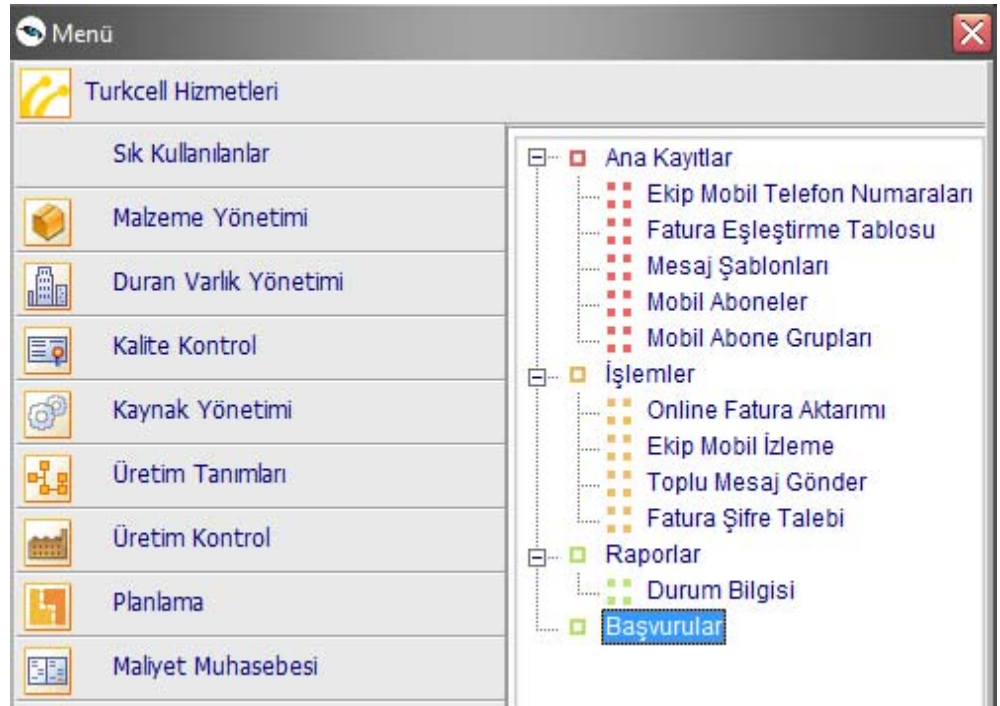 Menü
Turkcell Hizmetleri
Sık Kullanılanlar
Malzeme Yönetimi
Duran Varlık Yönetimi
Kalite Kontrol
Kaynak Yönetimi
Üretim Tanımları
Üretim Kontrol
Planlama
Maliyet Muhasebesi
Ana Kayıtlar
Ekip Mobil Telefon Numaraları
Fatura Eşleştirme Tablosu
Mesaj Şablonları
Mobil Aboneler
Mobil Abone Grupları
İşlemler
Online Fatura Aktarımı
Ekip Mobil İzleme
Toplu Mesaj Gönder
Fatura Şifre Talebi
Raporlar
Durum Bilgisi
Başvurular